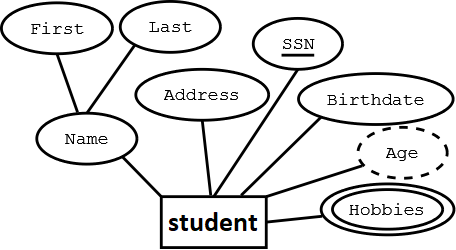 First
Last
SSN
Address
Birthdate
Name
Age
Hobbies
student